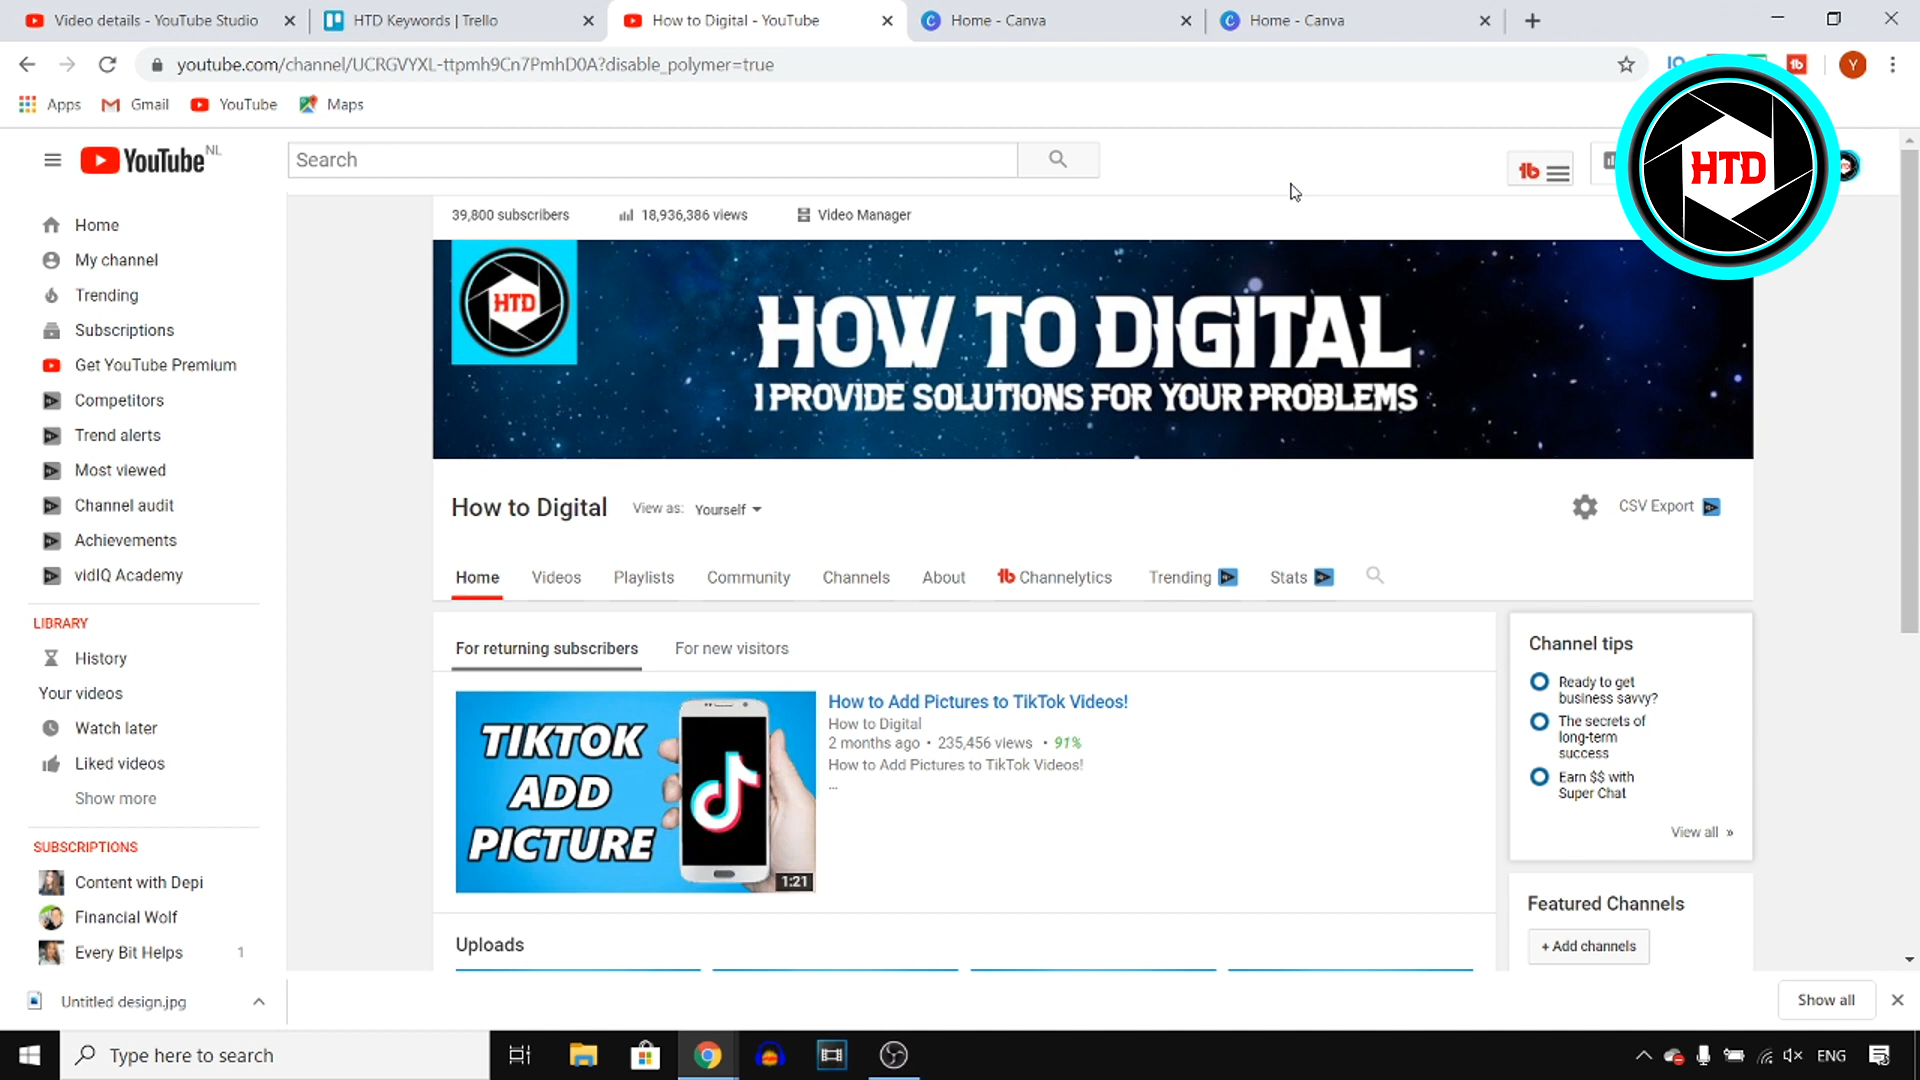 Video details - YouTube Studio
HTD Keywords | Trello
How to Digital - YouTube
Home - Canva
Home - Canva
youtube.com/channel/UCRGVYXL-ttpmh9Cn7PmhD0A?disable_polymer=true
Y
Apps
Gmail
YouTube
Maps
YouTube NL
Search
HTD
Home
My channel
Trending
Subscriptions
Get YouTube Premium
Competitors
Trend alerts
Most viewed
Channel audit
Achievements
vidIQ Academy
LIBRARY
History
Your videos
Watch later
Liked videos
Show more
SUBSCRIPTIONS
Content with Depi
Financial Wolf
Every Bit Helps 1
39,800 subscribers
18,936,386 views
Video Manager
HTD
HOW TO DIGITAL
I PROVIDE SOLUTIONS FOR YOUR PROBLEMS
How to Digital
View as: Yourself
CSV Export
Home
Videos
Playlists
Community
Channels
About
Channelytics
Trending
Stats
For returning subscribers
For new visitors
TIKTOK
ADD
PICTURE
1:21
How to Add Pictures to TikTok Videos!
How to Digital
2 months ago • 235,456 views • 91%
How to Add Pictures to TikTok Videos!
...
Uploads
Channel tips
Ready to get
business savvy?
The secrets of
long-term
success
Earn $$ with
Super Chat
View all »
Featured Channels
+ Add channels
Untitled design.jpg
Show all
Type here to search
ENG